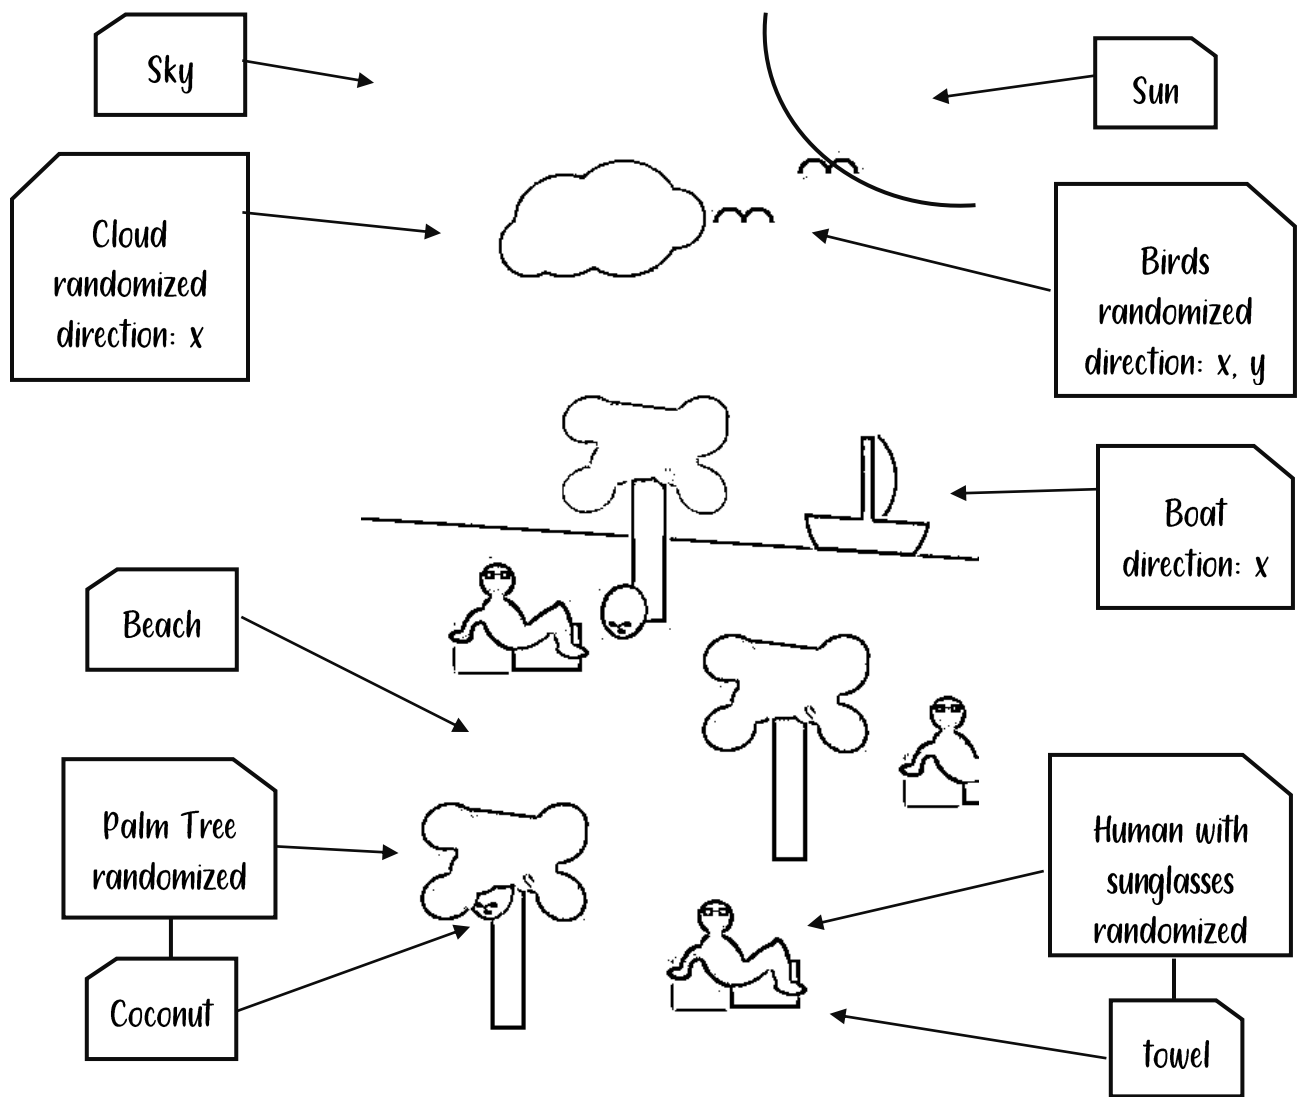 Sky
Sun
Cloud
randomized
direction: x
Birds
randomized
direction: x, y
Boat
direction: x
Beach
Palm Tree
randomized
Human with
sunglasses
randomized
Coconut
towel